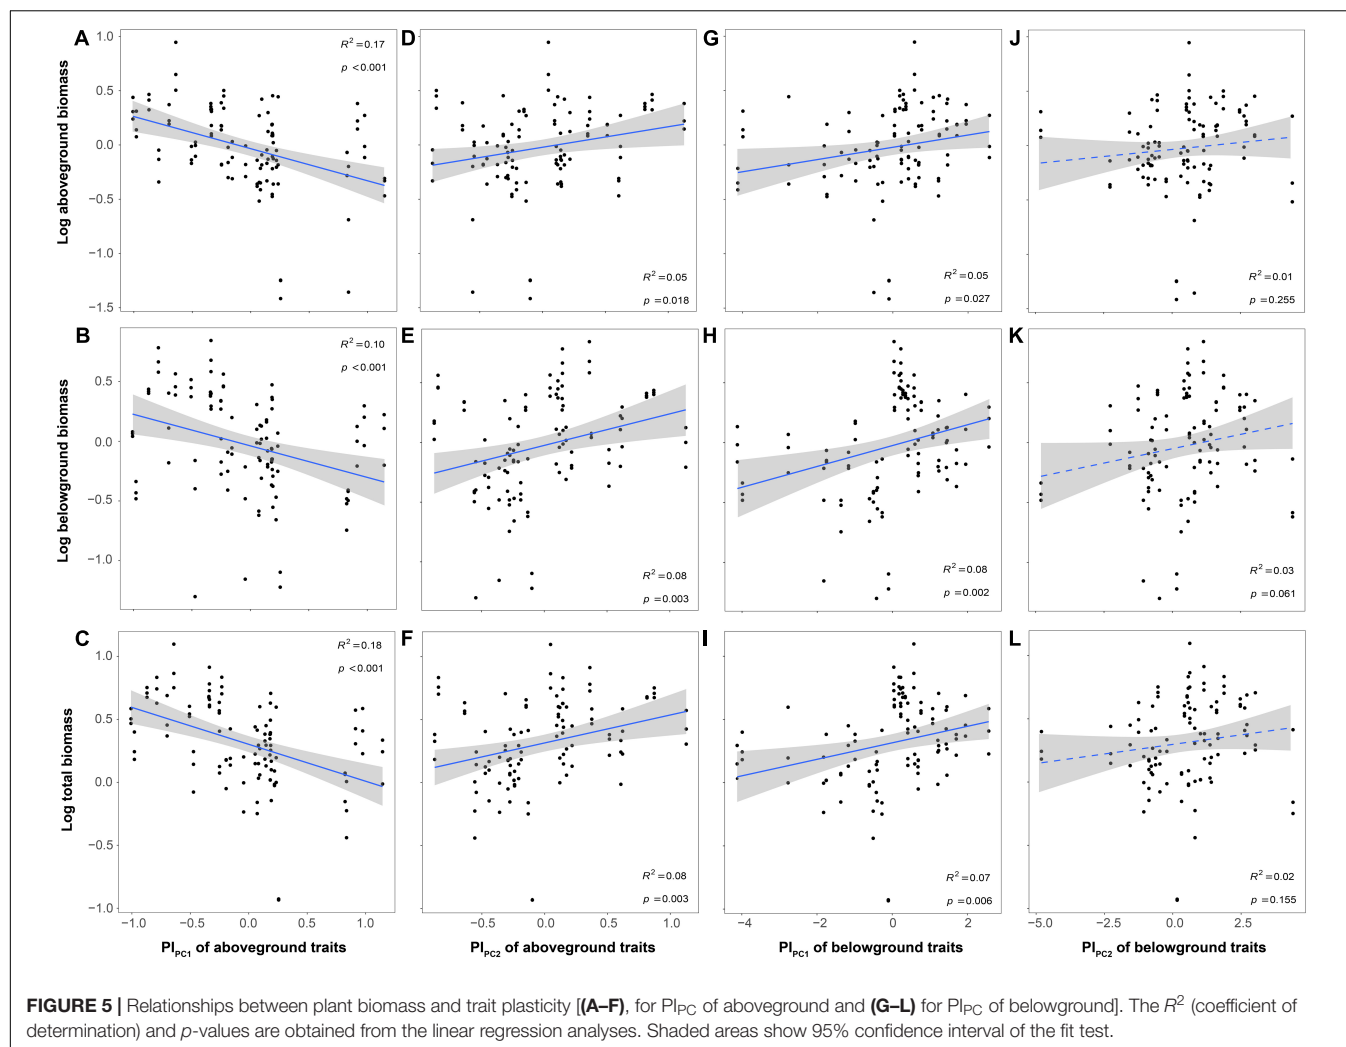 A D G J
1.0
0.5
0.0
−0.5
−1.0
−1.5
Log aboveground biomass
R² =0.17
p <0.001
R² =0.05
p =0.018
R² =0.05
p =0.027
R² =0.01
p =0.255
B E H K
0.5
0.0
−0.5
−1.0
Log belowground biomass
R² =0.10
p <0.001
R² =0.08
p =0.003
R² =0.08
p =0.002
R² =0.03
p =0.061
C F I L
1.0
0.5
0.0
−0.5
−1.0
Log total biomass
R² =0.18
p <0.001
R² =0.08
p =0.003
R² =0.07
p =0.006
R² =0.02
p =0.155
−1.0 −0.5 0.0 0.5 1.0
−0.5 0.0 0.5 1.0
−4 −2 0 2
−5.0 −2.5 0.0 2.5
PI_PC1 of aboveground traits
PI_PC2 of aboveground traits
PI_PC1 of belowground traits
PI_PC2 of belowground traits
FIGURE 5 | Relationships between plant biomass and trait plasticity [(A–F), for PI_PC of aboveground and (G–L) for PI_PC of belowground]. The R² (coefficient of
determination) and p-values are obtained from the linear regression analyses. Shaded areas show 95% confidence interval of the fit test.